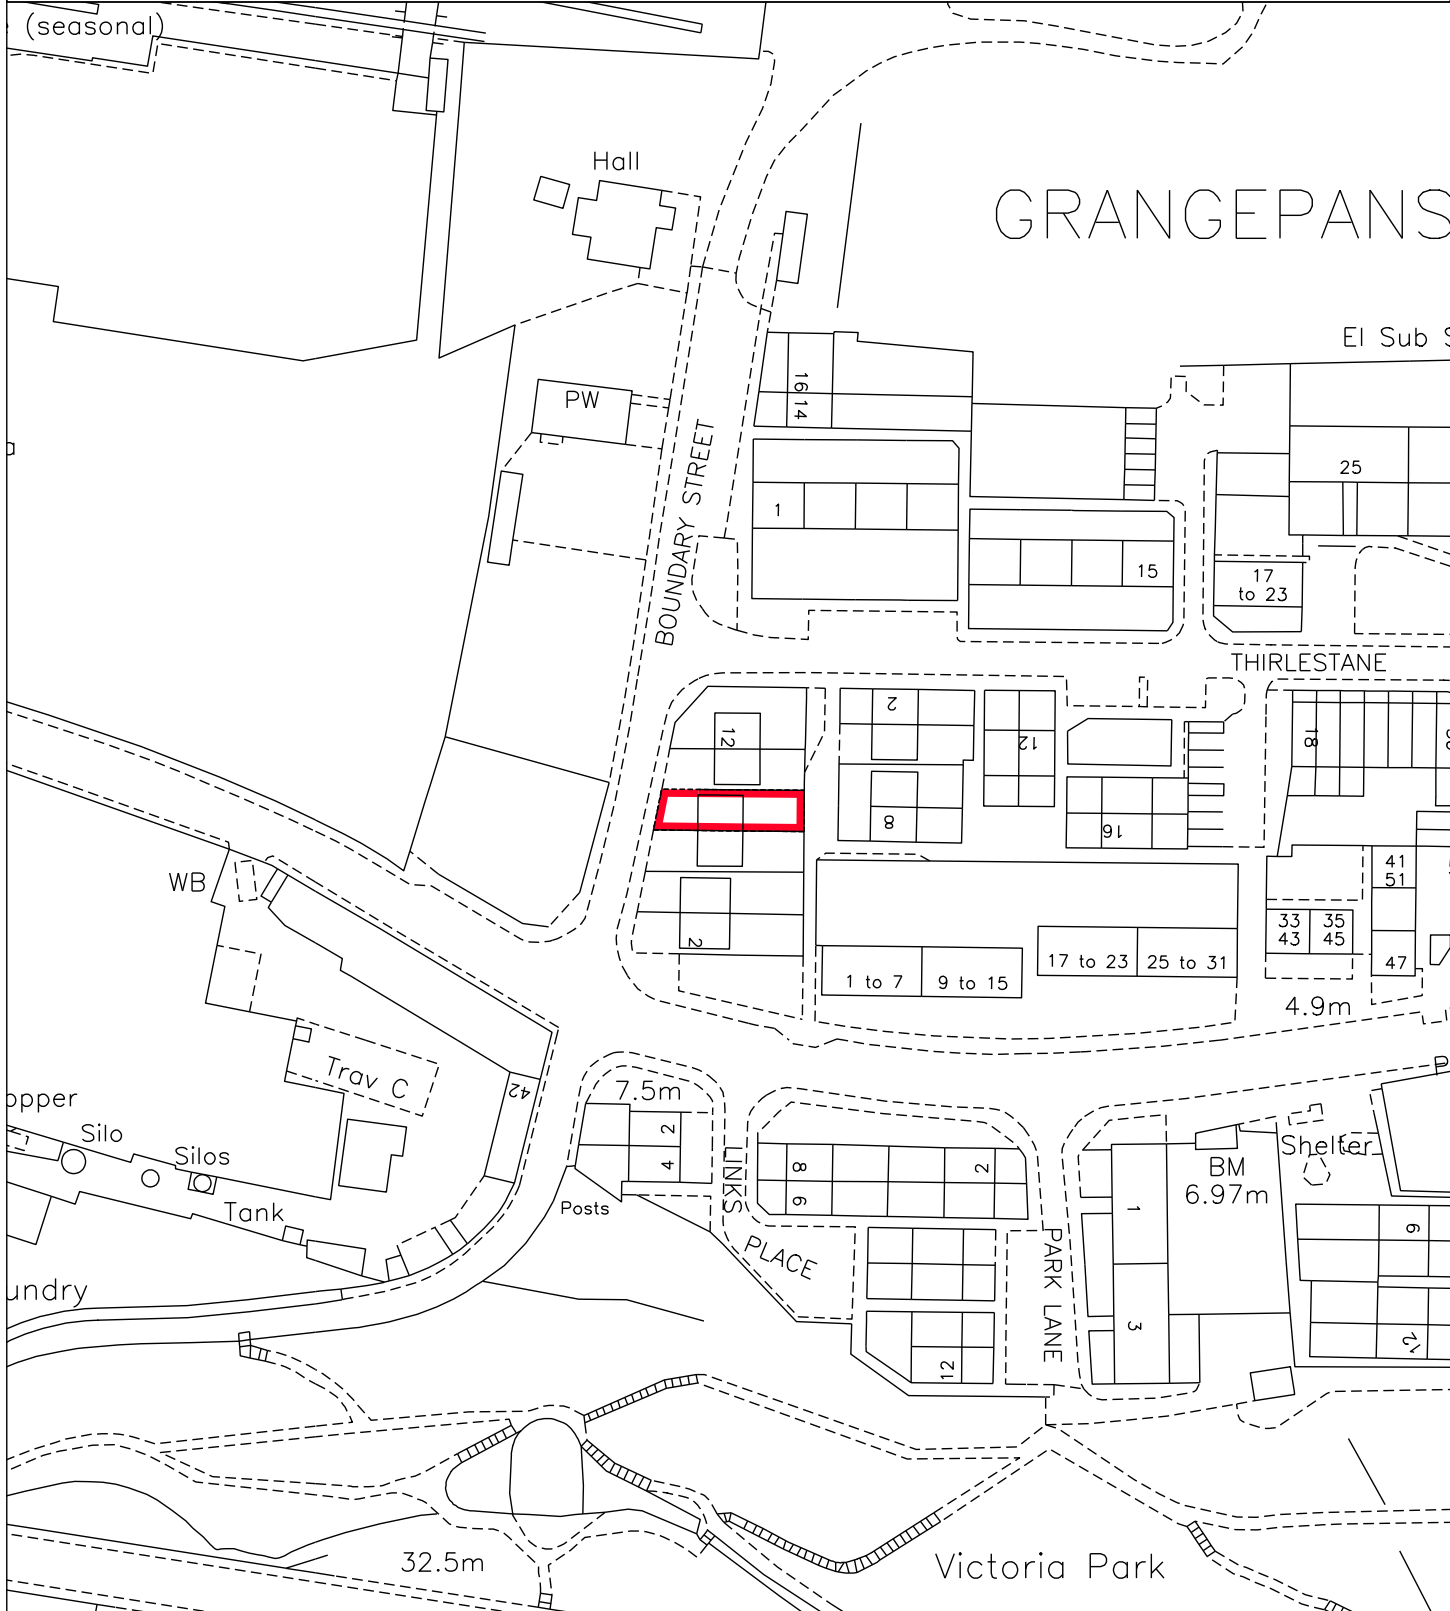 (seasonal)
Hall
GRANGEPANS
El Sub S
PW
16
14
BOUNDARY STREET
1
25
15
17
to 23
THIRLESTANE
2
12
12
18
8
16
WB
41
51
33
43
35
45
47
2
1 to 7
9 to 15
17 to 23
25 to 31
4.9m
Trav C
42
7.5m
opper
Silo
Silos
Tank
2
4
Posts
LINKS
PLACE
8
6
2
PARK LANE
1
3
BM
6.97m
Shelter
9
12
12
undry
32.5m
Victoria Park